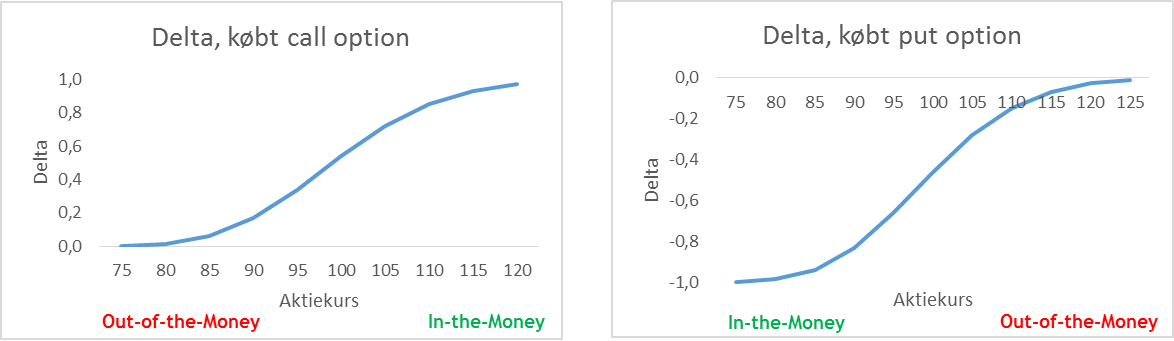 Delta, købt call option
Delta
1,0
0,8
0,6
0,4
0,2
0,0
75 80 85 90 95 100 105 110 115 120
Aktiekurs
Out-of-the-Money In-the-Money
Delta, købt put option
Delta
0,0
75 80 85 90 95 100 105 110 115 120 125
-0,2
-0,4
-0,6
-0,8
-1,0
Aktiekurs
In-the-Money Out-of-the-Money